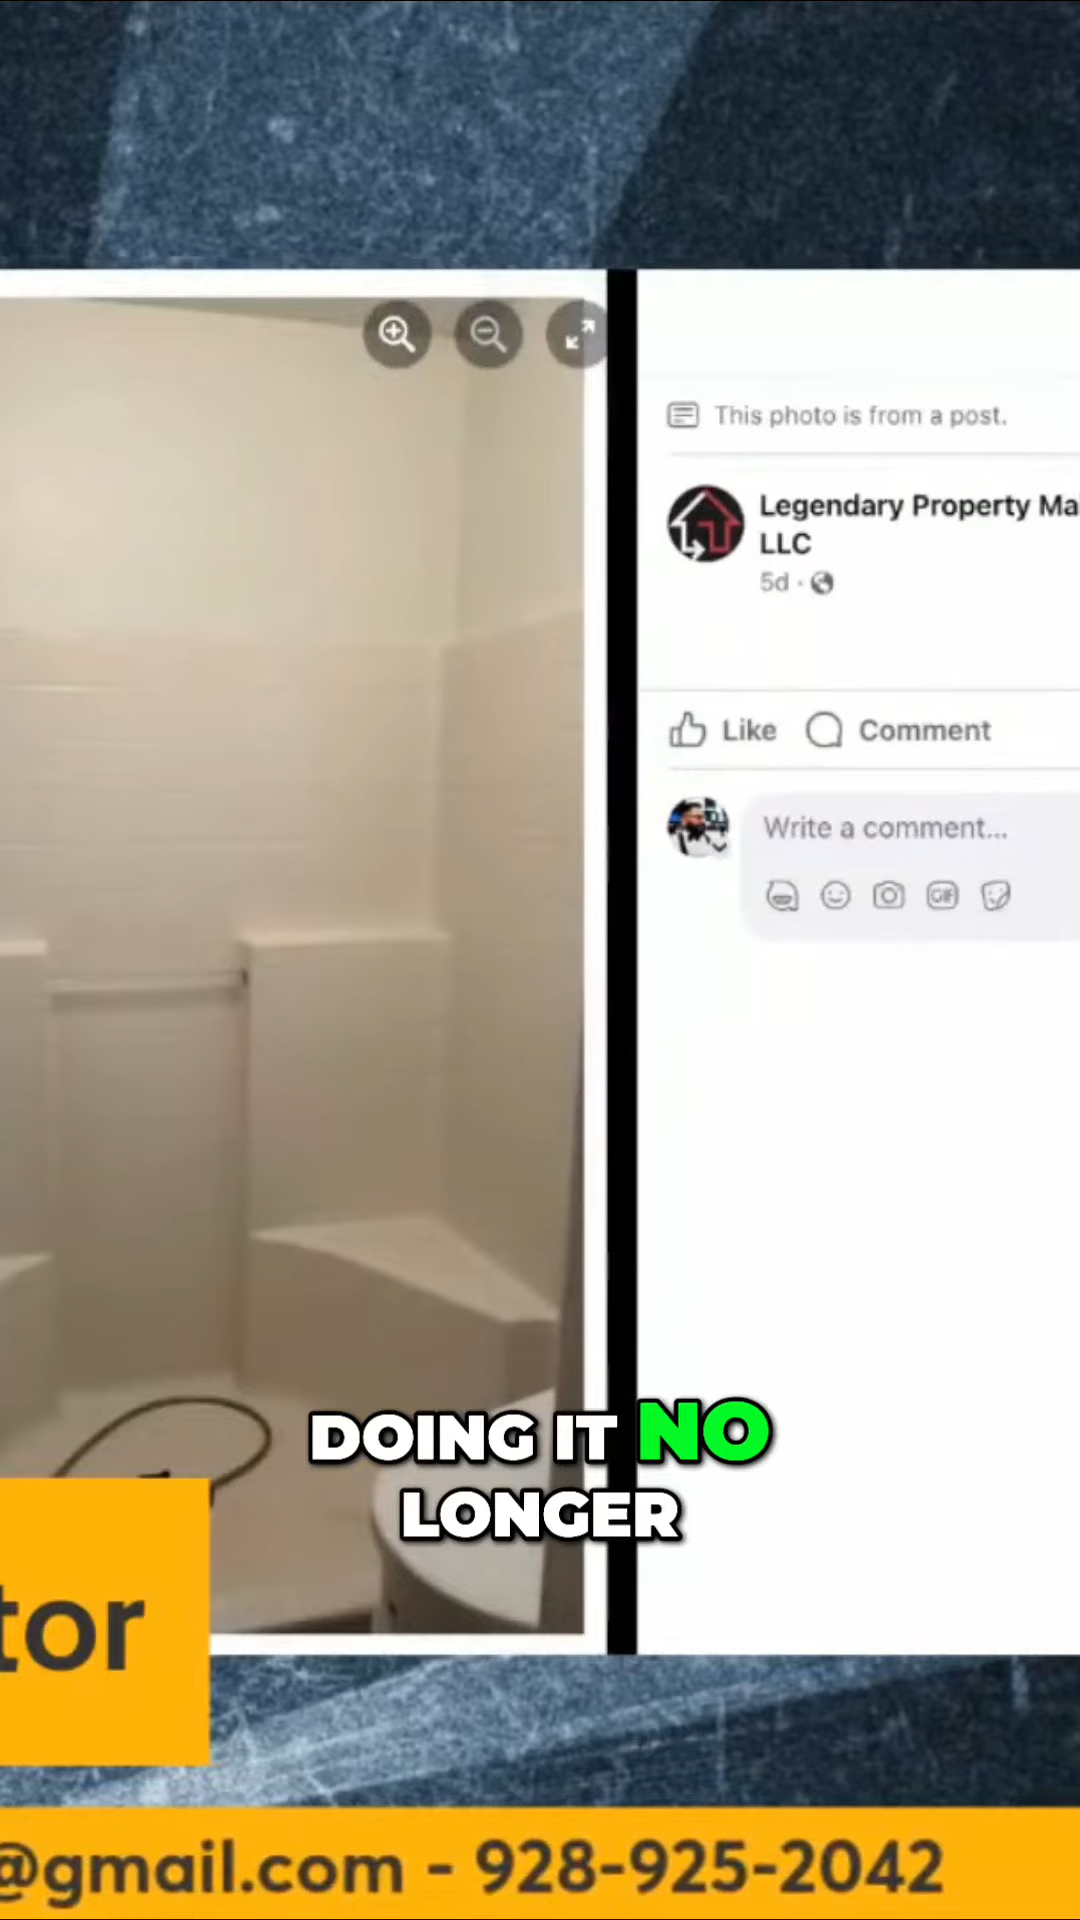 This photo is from a post.
Legendary Property Ma
LLC
5d ·
Like
Comment
Write a comment...
GIF
DOING IT NO
LONGER
tor
@gmail.com - 928-925-2042